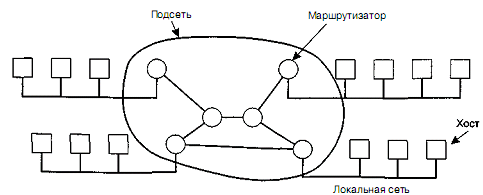 Подсеть
Маршрутизатор
Хост
Локальная сеть